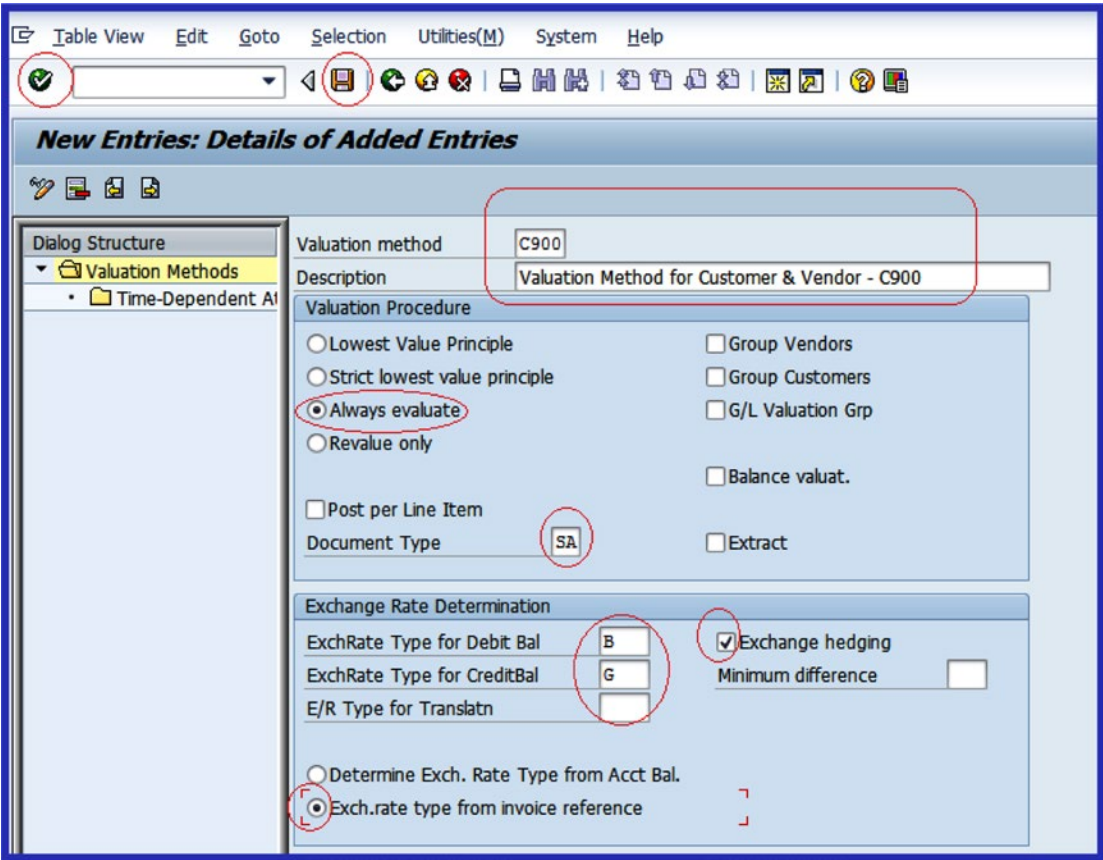 Table View Edit Goto Selection Utilities(M) System Help
New Entries: Details of Added Entries
Dialog Structure
Valuation Methods
Time-Dependent At
Valuation method C900
Description Valuation Method for Customer & Vendor - C900
Valuation Procedure
Lowest Value Principle Group Vendors
Strict lowest value principle Group Customers
Always evaluate G/L Valuation Grp
Revalue only
Balance valuat.
Post per Line Item
Document Type SA Extract
Exchange Rate Determination
ExchRate Type for Debit Bal B Exchange hedging
ExchRate Type for CreditBal G Minimum difference
E/R Type for Translatn
Determine Exch. Rate Type from Acct Bal.
Exch.rate type from invoice reference